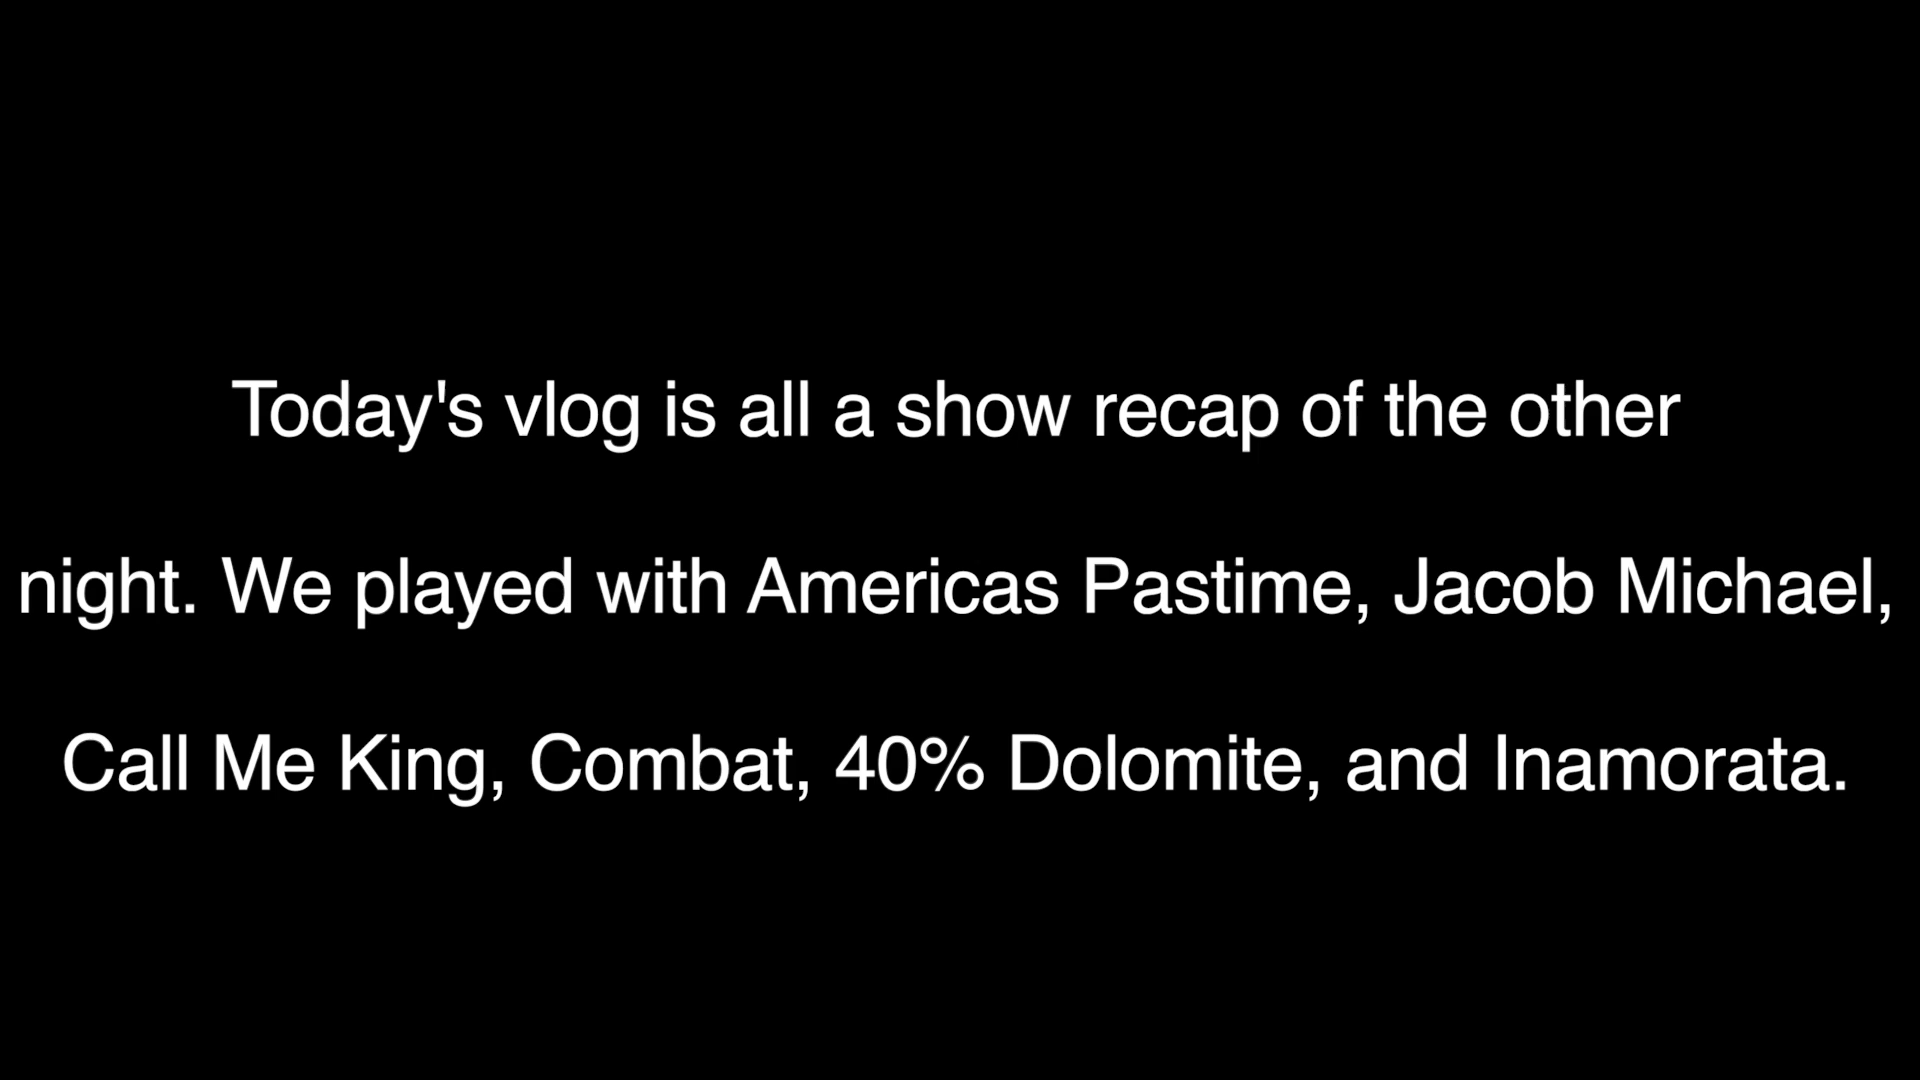 Today's vlog is all a show recap of the other
night. We played with Americas Pastime, Jacob Michael,
Call Me King, Combat, 40% Dolomite, and Inamorata.